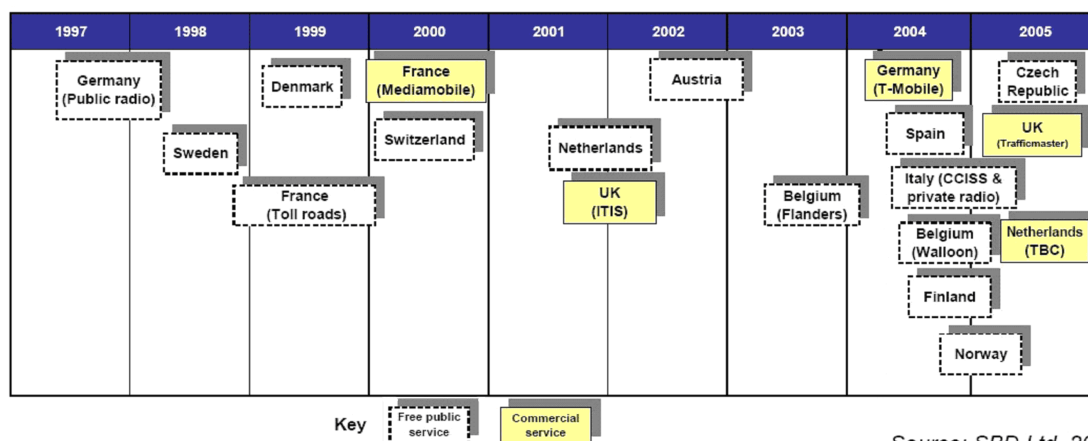 1997 1998 1999 2000 2001 2002 2003 2004 2005
Germany
(Public radio)
Sweden
Denmark
France
(Toll roads)
France
(Mediamobile)
Switzerland
Netherlands
UK
(ITIS)
Austria
Belgium
(Flanders)
Germany
(T-Mobile)
Spain
Italy (CCISS &
private radio)
Belgium
(Walloon)
Finland
Norway
Czech
Republic
UK
(Trafficmaster)
Netherlands
(TBC)
Key
Free public
service
Commercial
service